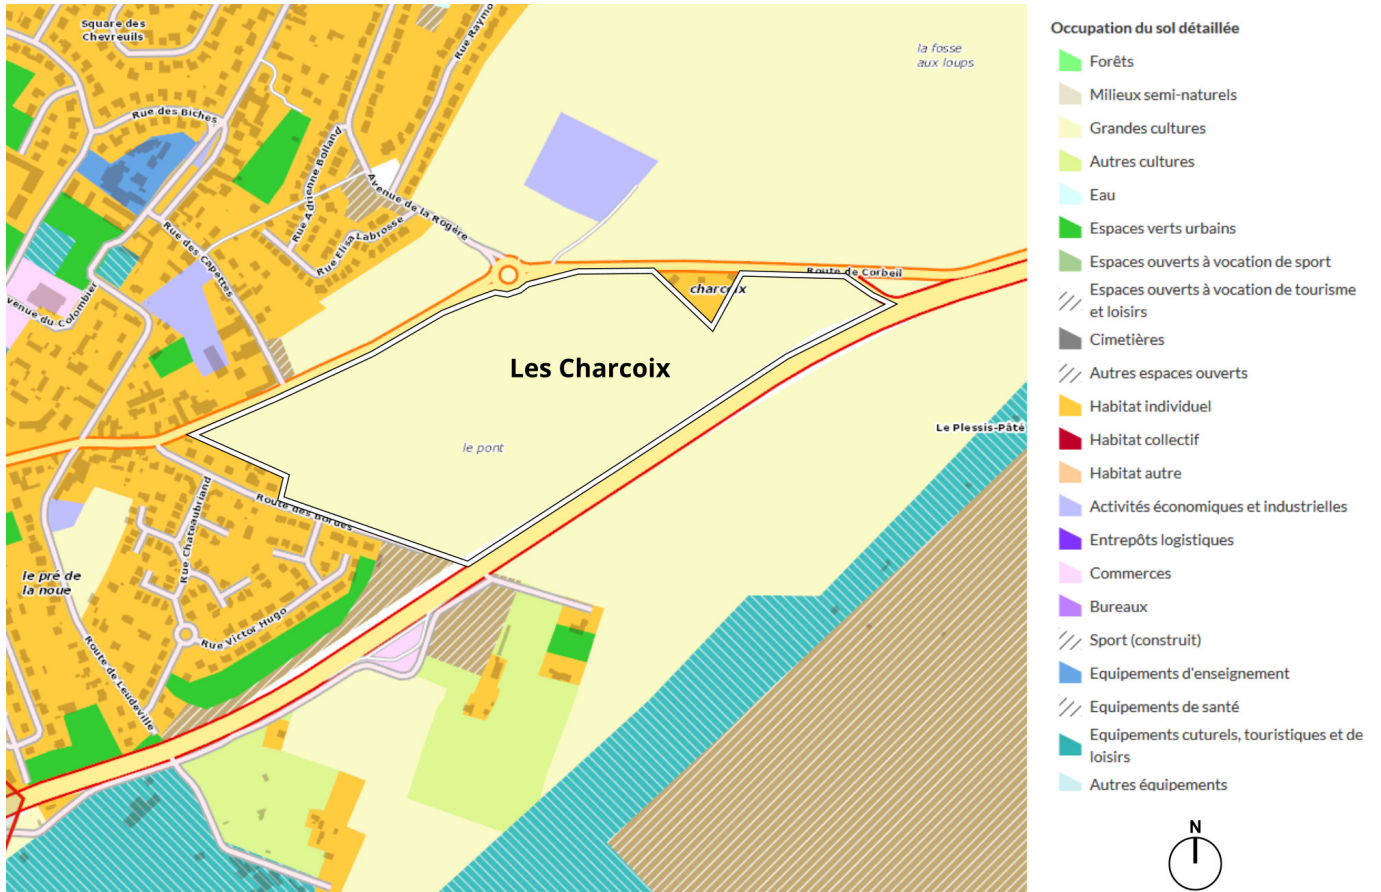 Square des
Chevreuils
Rue Raymo
la fosse
aux loups
Rue des Biches
Rue Adrienne Bolland
Avenue de la Rogère
Rue Elisa Labrosse
Rue des Capettes
venue du Colombier
Route de Corbeil
charcoix
Les Charcoix
le pont
Le Plessis-Pâté
Route des Bordes
Rue Chateaubriand
le pré de
la noue
Rue Victor Hugo
Route de Leudeville
Occupation du sol détaillée
Forêts
Milieux semi-naturels
Grandes cultures
Autres cultures
Eau
Espaces verts urbains
Espaces ouverts à vocation de sport
Espaces ouverts à vocation de tourisme
et loisirs
Cimetières
Autres espaces ouverts
Habitat individuel
Habitat collectif
Habitat autre
Activités économiques et industrielles
Entrepôts logistiques
Commerces
Bureaux
Sport (construit)
Equipements d'enseignement
Equipements de santé
Equipements cuturels, touristiques et de
loisirs
Autres équipements
N